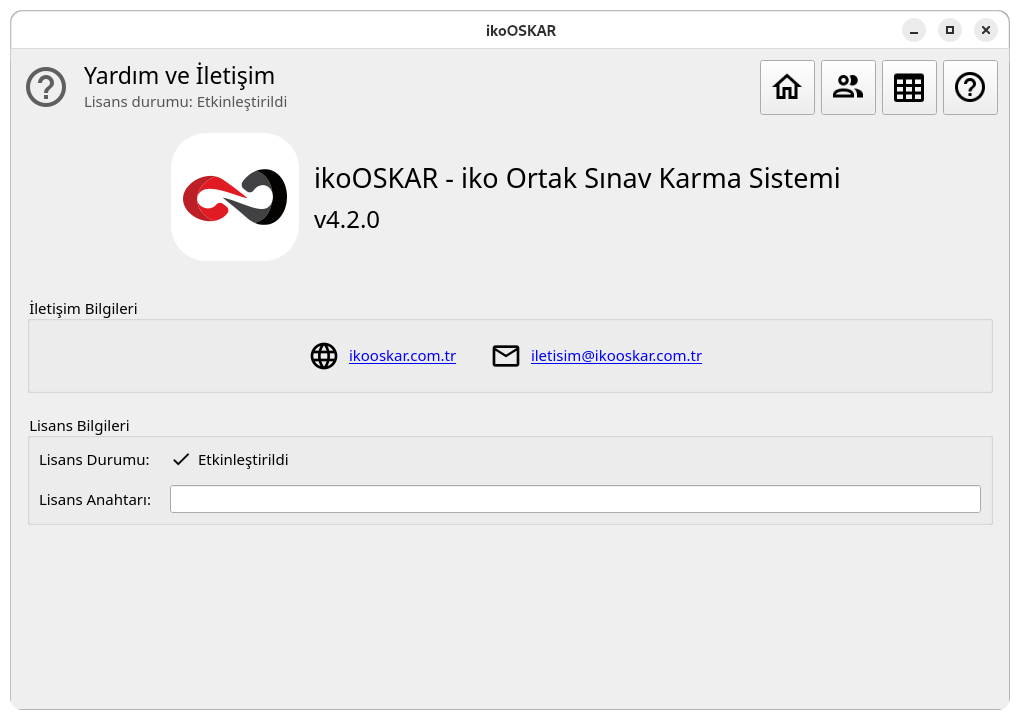 ikoOSKAR
Yardım ve İletişim
Lisans durumu: Etkinleştirildi
ikoOSKAR - iko Ortak Sınav Karma Sistemi
v4.2.0
İletişim Bilgileri
ikooskar.com.tr iletisim@ikooskar.com.tr
Lisans Bilgileri
Lisans Durumu: Etkinleştirildi
Lisans Anahtarı: